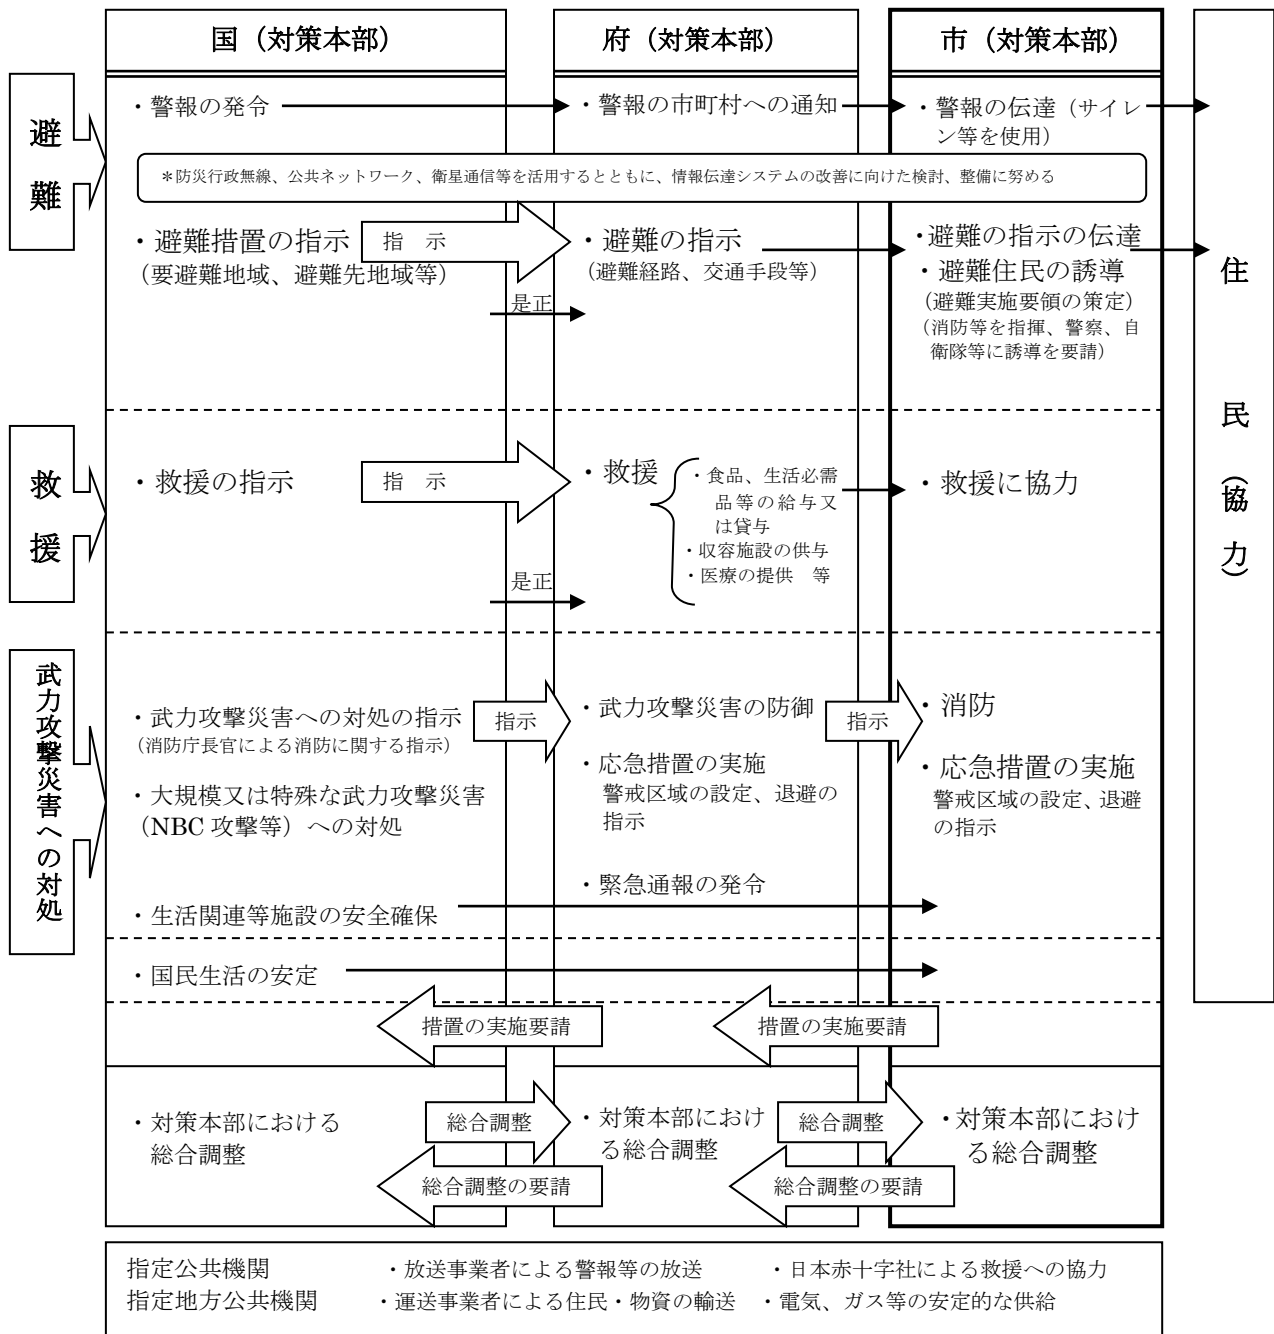 国（対策本部）
府（対策本部）
市（対策本部）
避難
・警報の発令
・警報の市町村への通知
・警報の伝達（サイレ
ン等を使用）
＊防災行政無線、公共ネットワーク、衛星通信等を活用するとともに、情報伝達システムの改善に向けた検討、整備に努める
・避難措置の指示
（要避難地域、避難先地域等）
指　示
是正
・避難の指示
（避難経路、交通手段等）
・避難の指示の伝達
・避難住民の誘導
（避難実施要領の策定）
（消防等を指揮、警察、自
衛隊等に誘導を要請）
住民（協力）
救援
・救援の指示
指　示
是正
・救援
・食品、生活必需
品等の給与又
は貸与
・収容施設の供与
・医療の提供　等
・救援に協力
武力攻撃災害への対処
・武力攻撃災害への対処の指示
（消防庁長官による消防に関する指示）
・大規模又は特殊な武力攻撃災害
（NBC 攻撃等）への対処
・生活関連等施設の安全確保
指示
・武力攻撃災害の防御
・応急措置の実施
警戒区域の設定、退避の
指示
・緊急通報の発令
指示
・消防
・応急措置の実施
警戒区域の設定、退避
の指示
・国民生活の安定
措置の実施要請
措置の実施要請
・対策本部における
総合調整
総合調整
総合調整の要請
・対策本部におけ
る総合調整
総合調整
総合調整の要請
・対策本部におけ
る総合調整
指定公共機関　・放送事業者による警報等の放送　・日本赤十字社による救援への協力
指定地方公共機関　・運送事業者による住民・物資の輸送　・電気、ガス等の安定的な供給